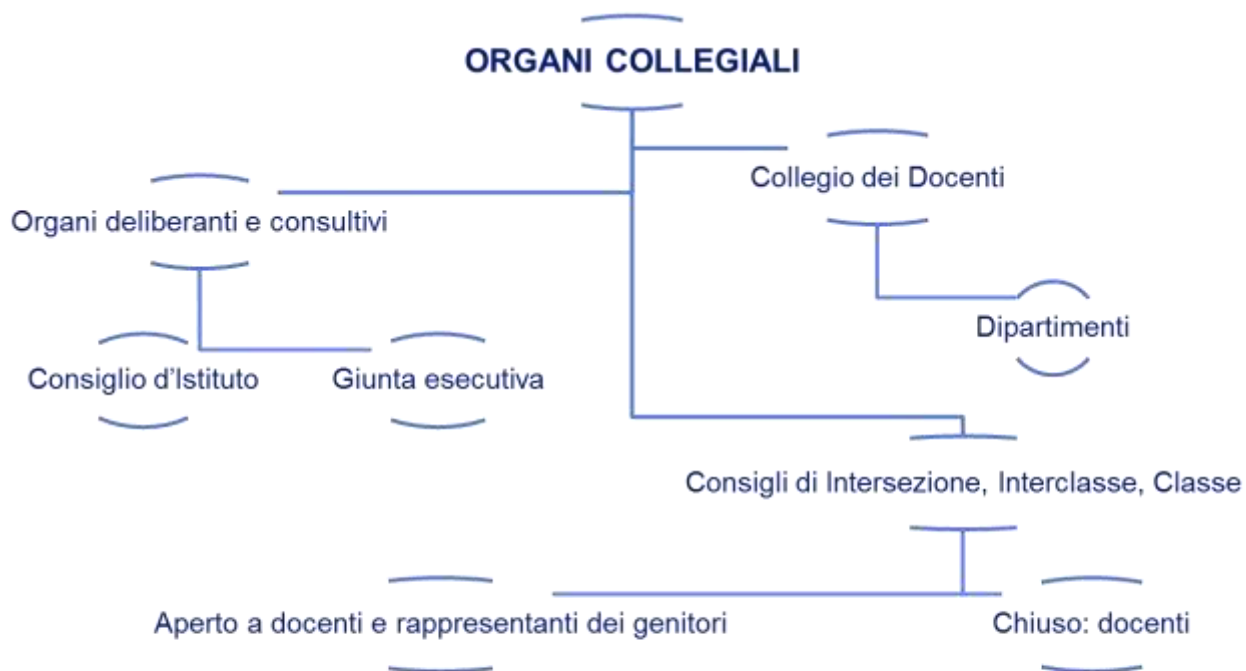 ORGANI COLLEGIALI
Collegio dei Docenti
Organi deliberanti e consultivi
Dipartimenti
Consiglio d'Istituto
Giunta esecutiva
Consigli di Intersezione, Interclasse, Classe
Aperto a docenti e rappresentanti dei genitori
Chiuso: docenti